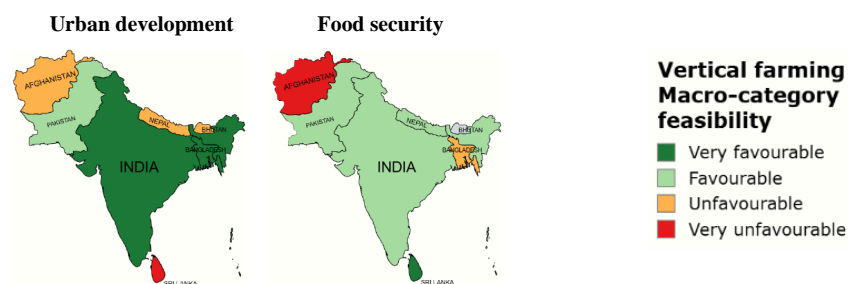 Urban development
Food security
AFGHANISTAN
PAKISTAN
NEPAL
BHUTAN
BANGLADESH
INDIA
SRI LANKA
AFGHANISTAN
PAKISTAN
NEPAL
BHUTAN
BANGLADESH
INDIA
SRI LANKA
Vertical farming
Macro-category
feasibility
Very favourable
Favourable
Unfavourable
Very unfavourable